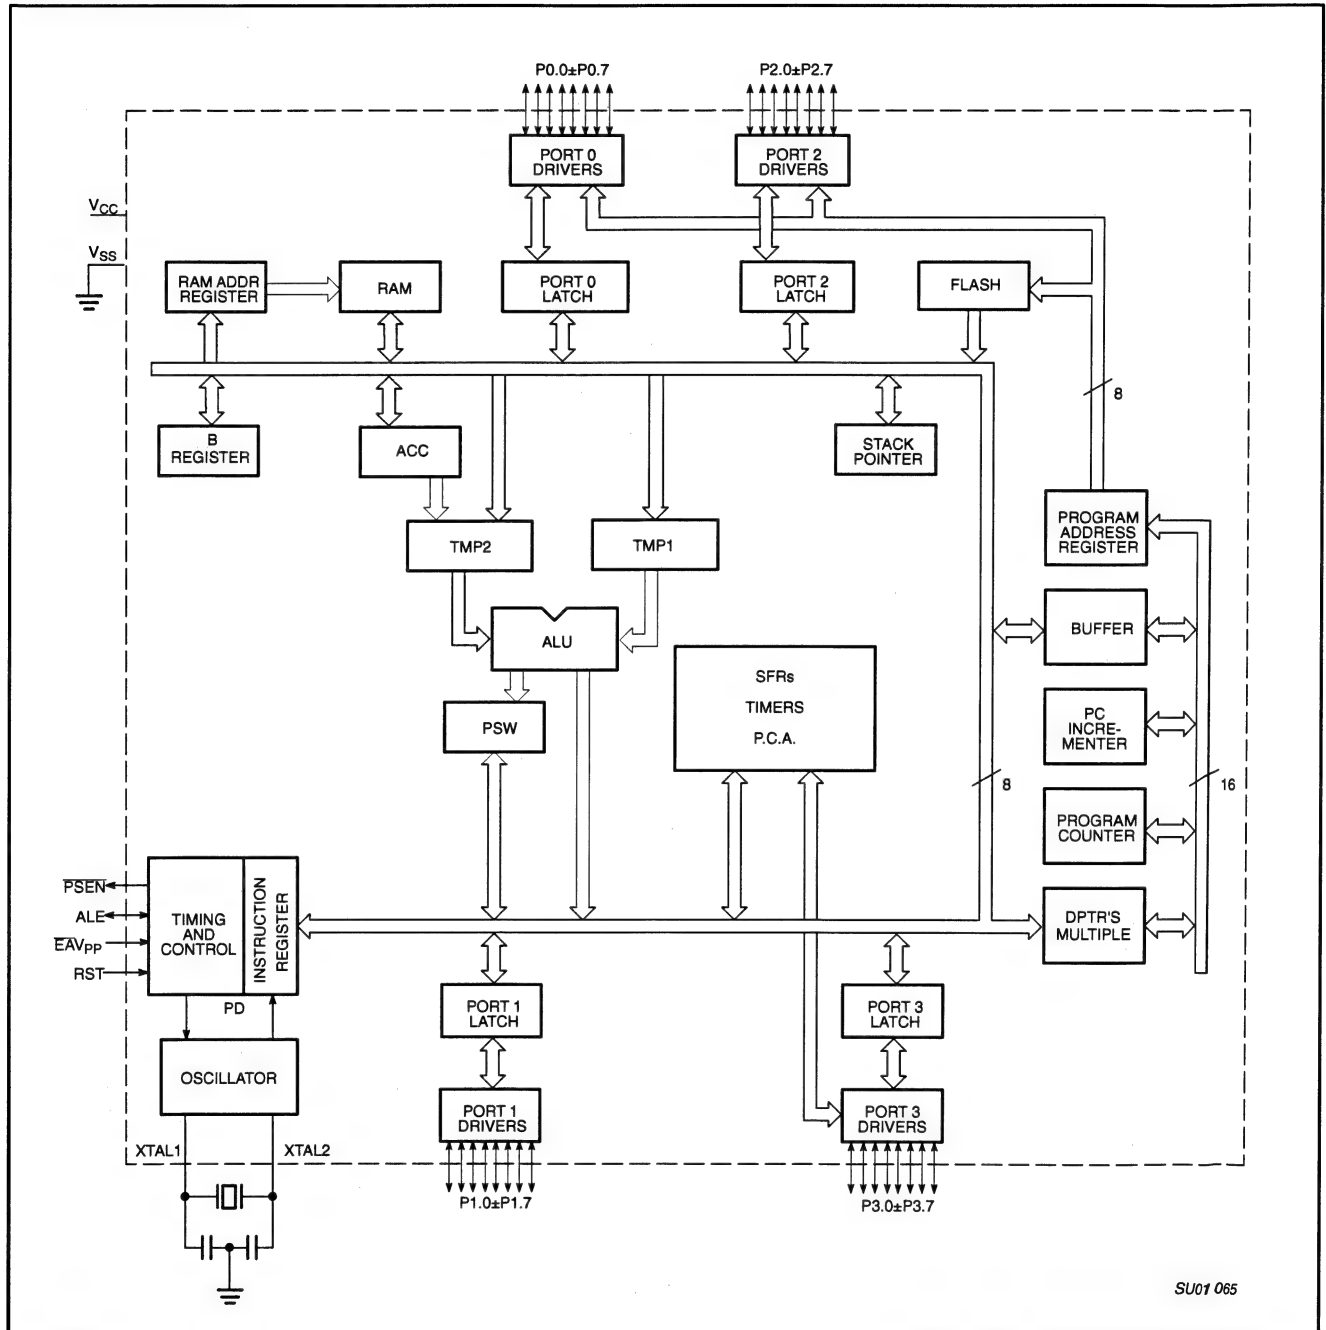 P0.0±P0.7
P2.0±P2.7
PORT 0
DRIVERS
PORT 2
DRIVERS
VCC
VSS
RAM ADDR
REGISTER
RAM
PORT 0
LATCH
PORT 2
LATCH
FLASH
8
B
REGISTER
ACC
STACK
POINTER
PROGRAM
ADDRESS
REGISTER
TMP2
TMP1
BUFFER
ALU
SFRs
TIMERS
P.C.A.
PSW
PC
INCRE-
MENTER
8
16
PROGRAM
COUNTER
PSEN
ALE
EAVPP
RST
TIMING
AND
CONTROL
INSTRUCTION
REGISTER
DPTR'S
MULTIPLE
PD
PORT 1
LATCH
PORT 3
LATCH
OSCILLATOR
PORT 1
DRIVERS
PORT 3
DRIVERS
XTAL1
XTAL2
P1.0±P1.7
P3.0±P3.7
SU01 065